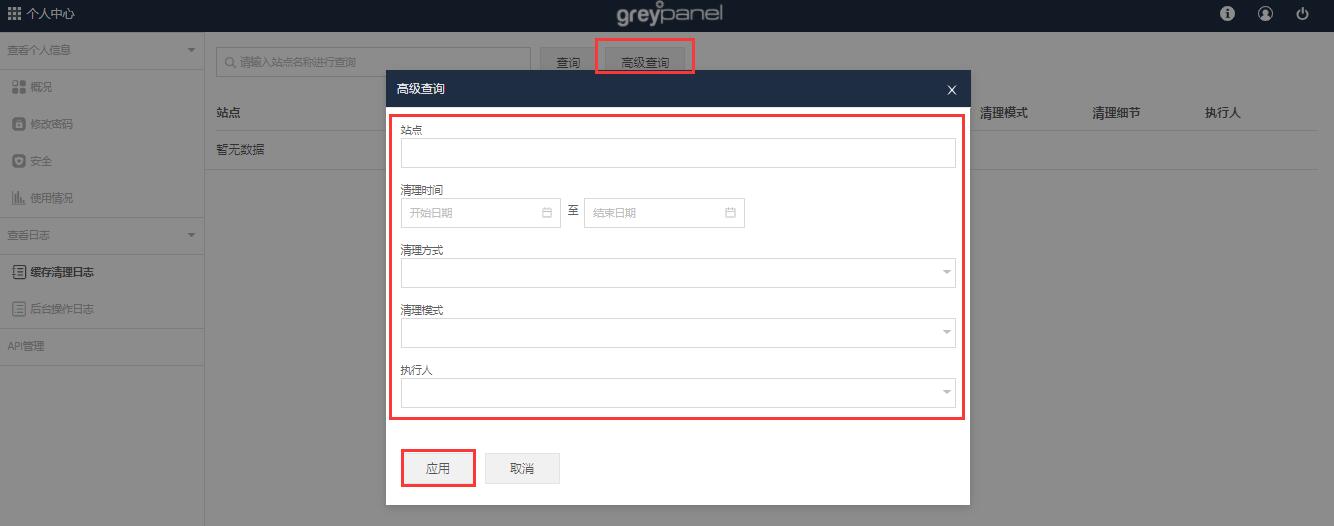 个人中心
greypanel
查看个人信息
概况
修改密码
安全
使用情况
查看日志
缓存清理日志
后台操作日志
API管理
请输入站点名称进行查询
查询
高级查询
站点
清理模式
清理细节
执行人
暂无数据
高级查询
站点
清理时间
开始日期
至
结束日期
清理方式
清理模式
执行人
应用
取消